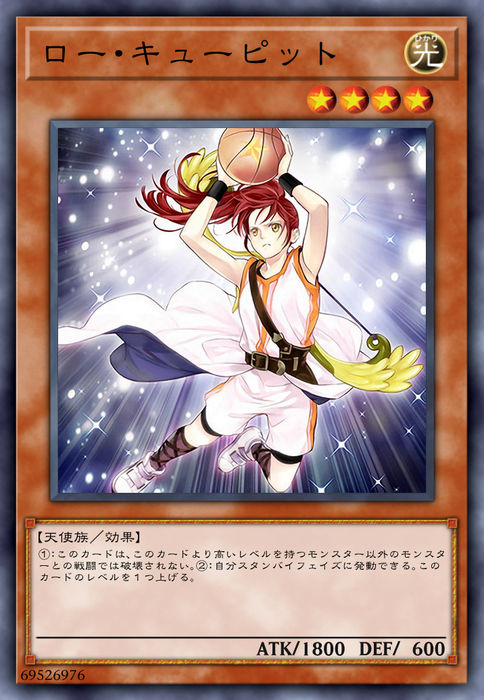 ロー・キューピット
ひかり
光
【天使族／効果】
①：このカードは、このカードより高いレベルを持つモンスター以外のモンスタ
ーとの戦闘では破壊されない。②：自分スタンバイフェイズに発動できる。この
カードのレベルを１つ上げる。
ATK/1800 DEF/ 600
69526976